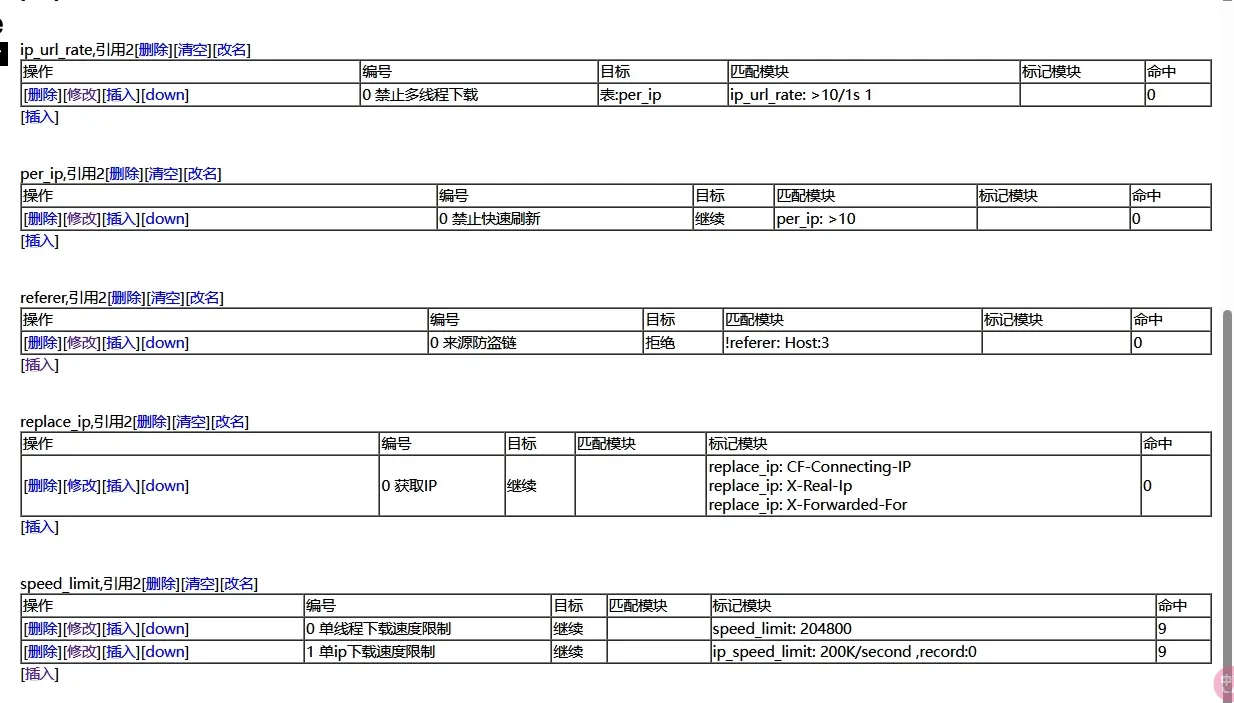 ip_url_rate,引用2[删除][清空][改名]
操作 编号 目标 匹配模块 标记模块 命中
[删除][修改][插入][down] 0 禁止多线程下载 表:per_ip ip_url_rate: >10/1s 1 0
[插入]
per_ip,引用2[删除][清空][改名]
操作 编号 目标 匹配模块 标记模块 命中
[删除][修改][插入][down] 0 禁止快速刷新 继续 per_ip: >10 0
[插入]
referer,引用2[删除][清空][改名]
操作 编号 目标 匹配模块 标记模块 命中
[删除][修改][插入][down] 0 来源防盗链 拒绝 !referer: Host:3 0
[插入]
replace_ip,引用2[删除][清空][改名]
操作 编号 目标 匹配模块 标记模块 命中
[删除][修改][插入][down] 0 获取IP 继续 replace_ip: CF-Connecting-IP
replace_ip: X-Real-Ip
replace_ip: X-Forwarded-For 0
[插入]
speed_limit,引用2[删除][清空][改名]
操作 编号 目标 匹配模块 标记模块 命中
[删除][修改][插入][down] 0 单线程下载速度限制 继续 speed_limit: 204800 9
[删除][修改][插入][down] 1 单ip下载速度限制 继续 ip_speed_limit: 200K/second ,record:0 9
[插入]